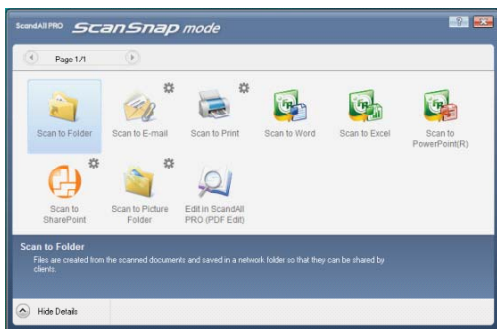 ScandAll PRO ScanSnap mode
Page 1/1
Scan to Folder
Scan to E-mail
Scan to Print
Scan to Word
Scan to Excel
Scan to
PowerPoint(R)
Scan to
SharePoint
Scan to Picture
Folder
Edit in ScandAll
PRO (PDF Edit)
Scan to Folder
Files are created from the scanned documents and saved in a network folder so that they can be shared by
clients.
Hide Details